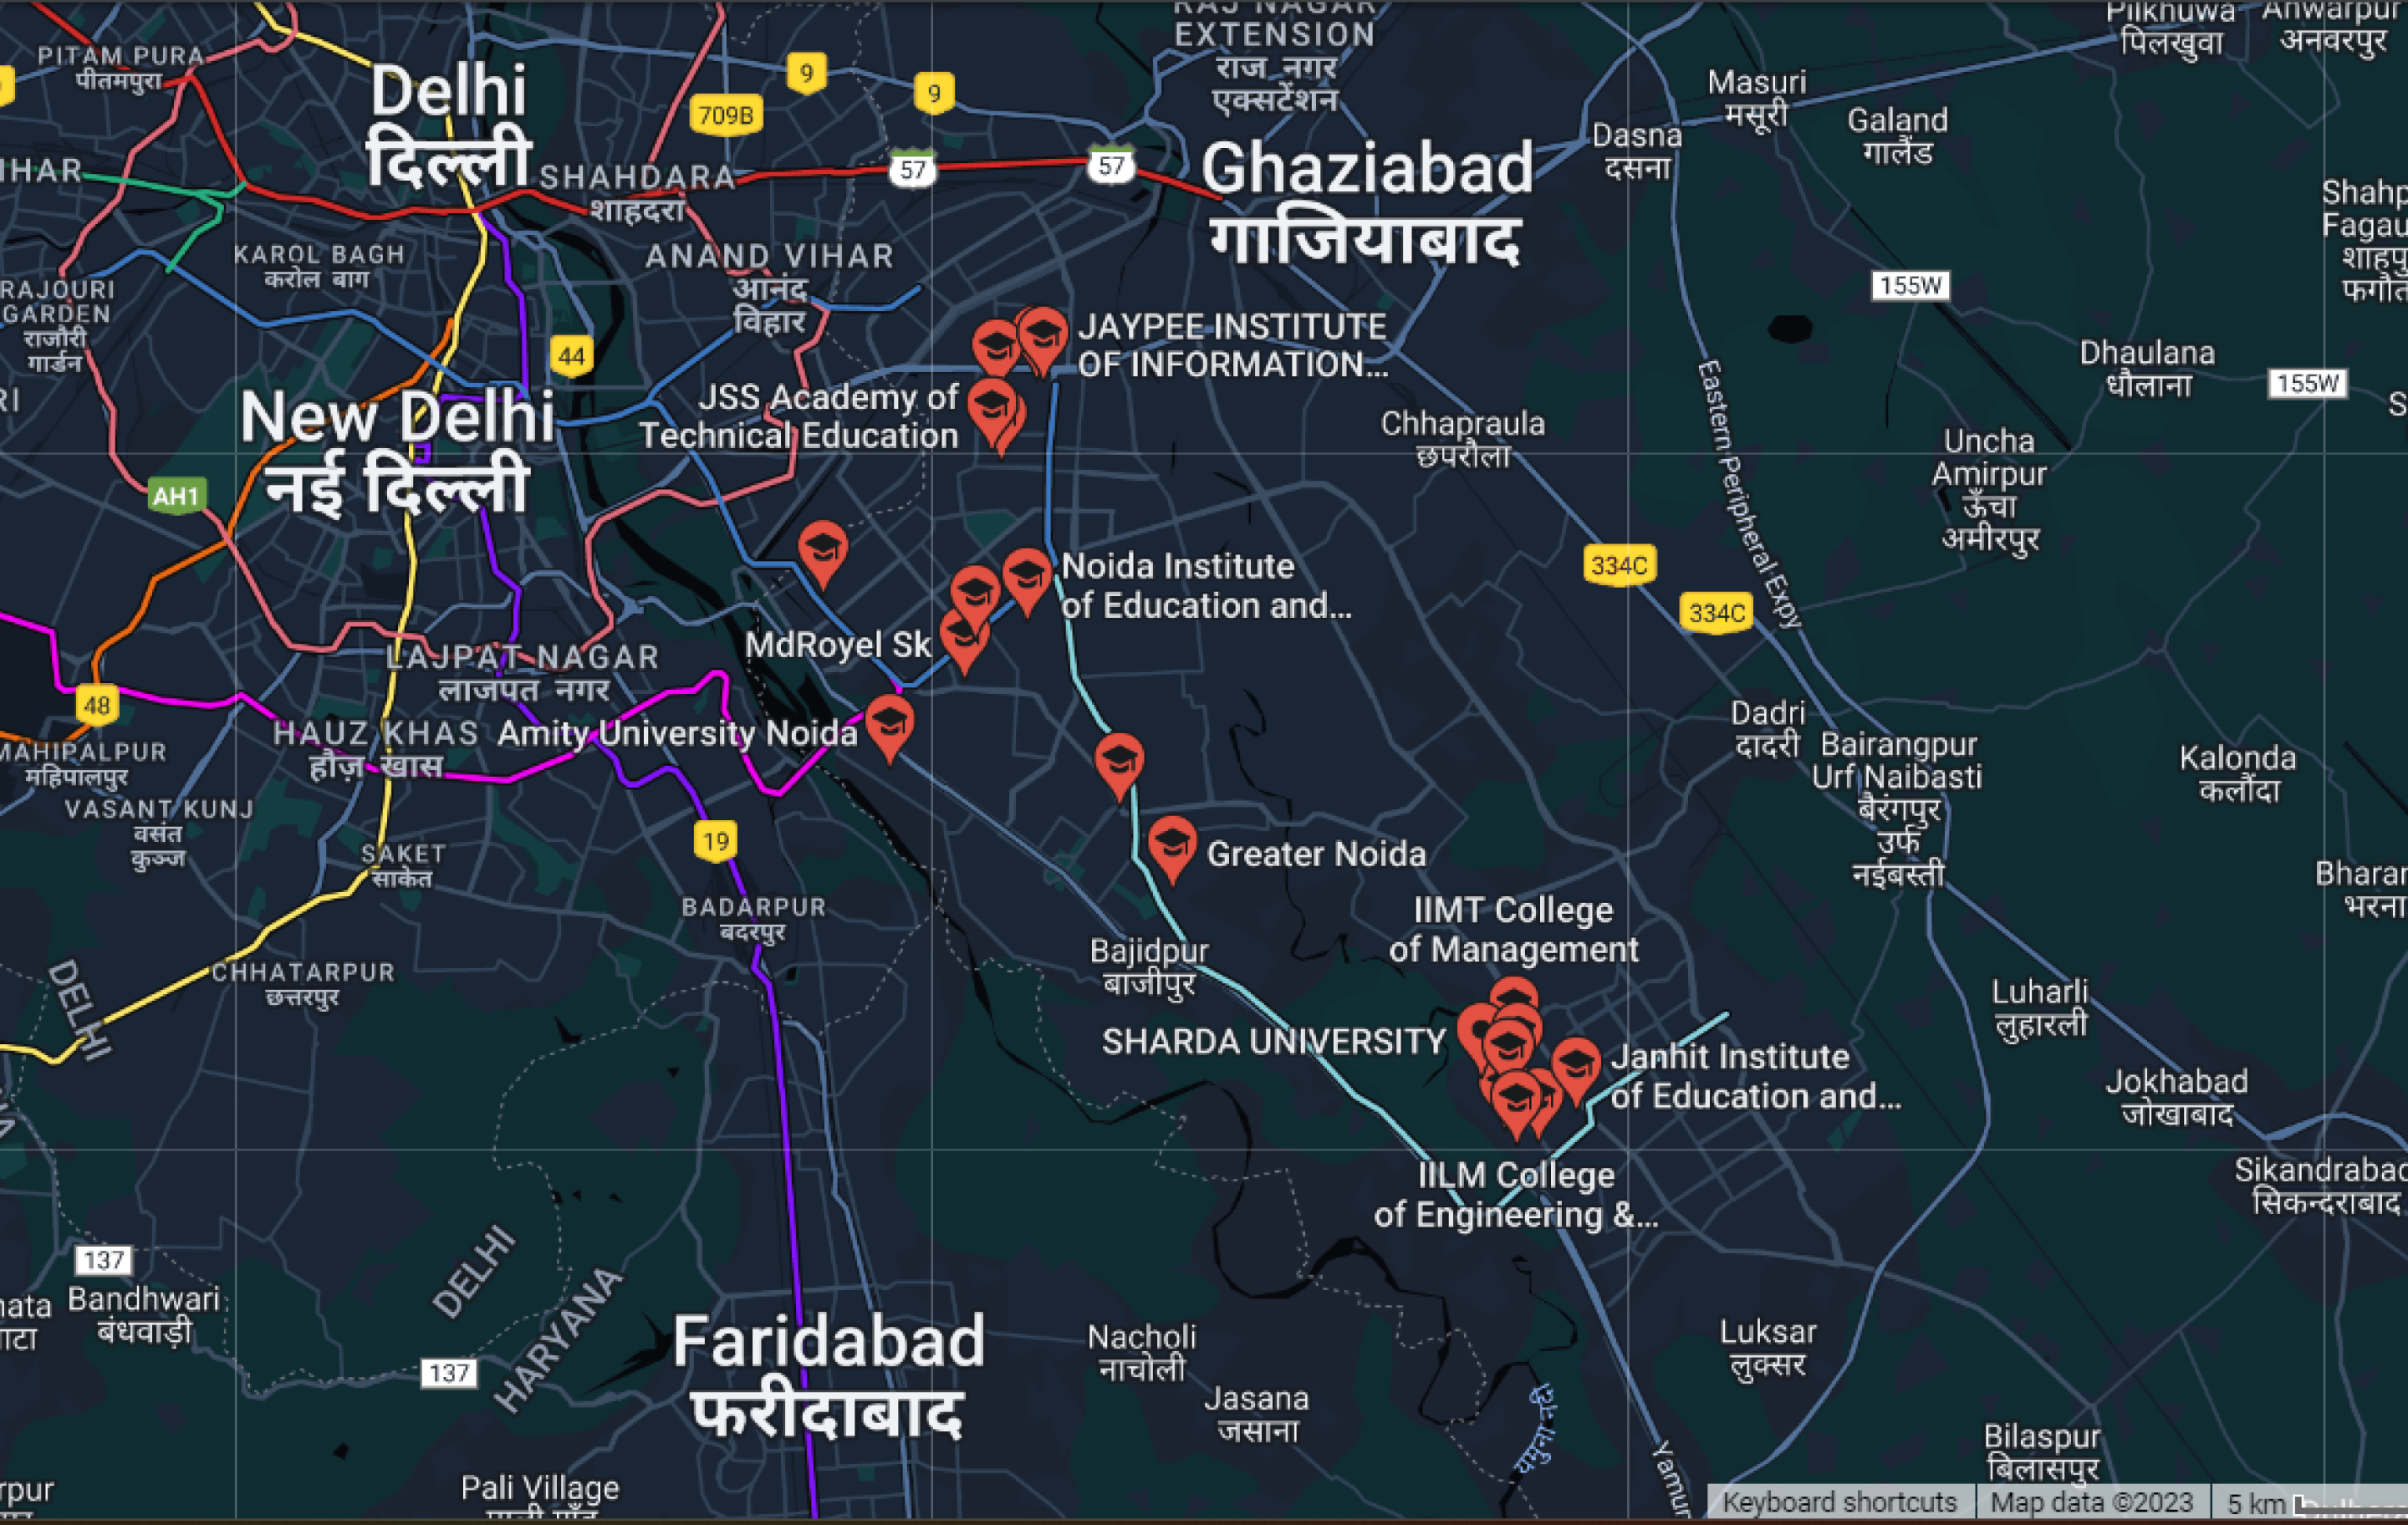 RAJ NAGAR
EXTENSION
राज नगर
एक्सटेंशन
Pilkhuwa
पिलखुवा
Anwarpur
अनवरपुर
PITAM PURA
पीतमपुरा
Delhi
दिल्ली
9
9
709B
Masuri
मसूरी
Galand
गालैंड
Dasna
दसना
57
57
Ghaziabad
गाजियाबाद
IHAR
SHAHDARA
शाहदरा
Shahp
Fagau
शाहपु
फगौत
KAROL BAGH
करोल बाग
ANAND VIHAR
आनंद
विहार
RAJOURI
GARDEN
राजौरी
गार्डन
155W
44
JAYPEE INSTITUTE
OF INFORMATION...
Dhaulana
धौलाना
155W
JSS Academy of
Technical Education
New Delhi
नई दिल्ली
Chhapraula
छपरौला
Eastern Peripheral Expy
Uncha
Amirpur
ऊँचा
अमीरपुर
AH1
334C
334C
Noida Institute
of Education and...
MdRoyel Sk
LAJPAT NAGAR
लाजपत नगर
48
HAUZ KHAS
हौज़ खास
Amity University Noida
MAHIPALPUR
महिपालपुर
Dadri
दादरी
Bairangpur
Urf Naibasti
बैरंगपुर
उर्फ
नईबस्ती
Kalonda
कलौंदा
VASANT KUNJ
वसंत
कुञ्ज
19
SAKET
साकेत
Greater Noida
Bharan
भरना
BADARPUR
बदरपुर
IIMT College
of Management
Bajidpur
बाजीपुर
CHHATARPUR
छत्तरपुर
DELHI
Luharli
लुहारली
SHARDA UNIVERSITY
Janhit Institute
of Education and...
Jokhabad
जोखाबाद
IILM College
of Engineering &...
Sikandrabad
सिकन्दराबाद
137
DELHI
HARYANA
Bandhwari
बंधवाड़ी
137
Faridabad
फरीदाबाद
Nacholi
नाचोली
Luksar
लुक्सर
Jasana
जसाना
यमुना नदी
Yamun
Bilaspur
बिलासपुर
Pali Village
पाली गाँव
rpur
Keyboard shortcuts
Map data ©2023
5 km